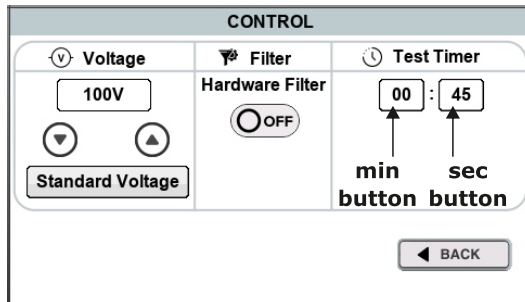 CONTROL
V Voltage
Filter
Test Timer
100V
Hardware Filter
00 : 45
OFF
Standard Voltage
min button
sec button
BACK